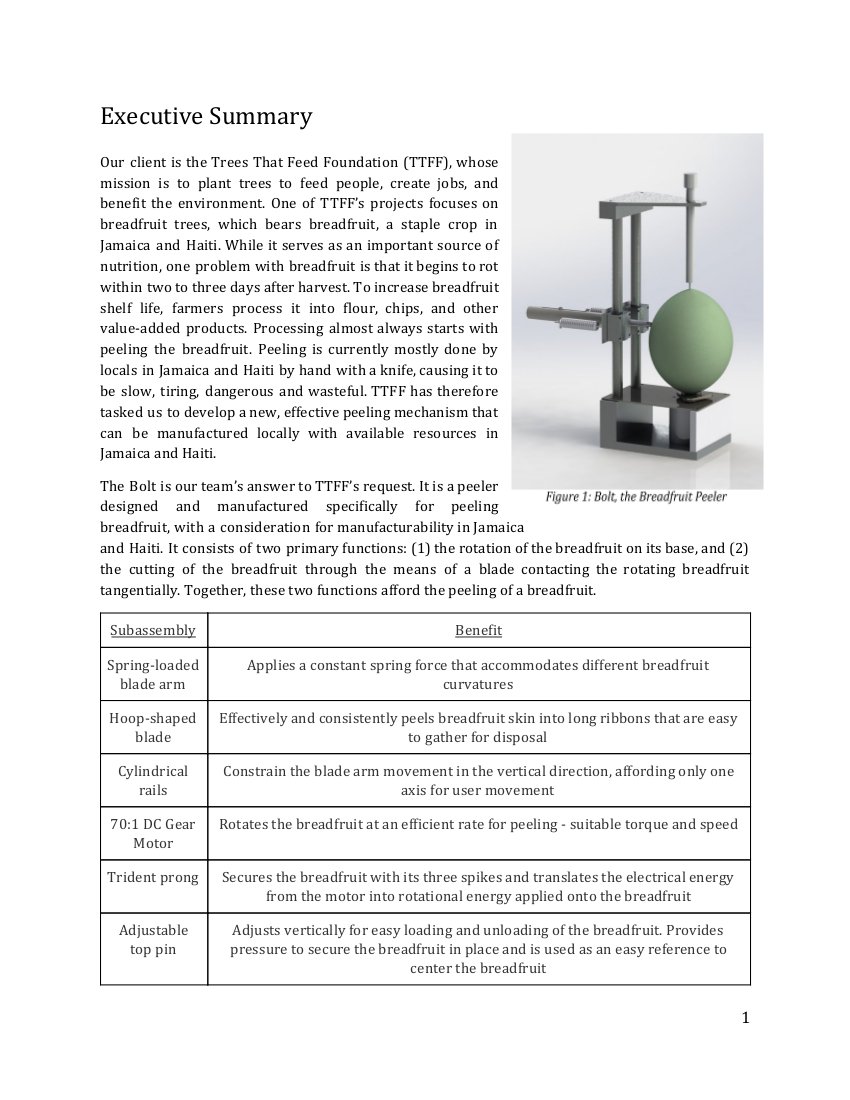 Executive Summary
Our client is the Trees That Feed Foundation (TTFF), whose
mission is to plant trees to feed people, create jobs, and
benefit the environment. One of TTFF's projects focuses on
breadfruit trees, which bears breadfruit, a staple crop in
Jamaica and Haiti. While it serves as an important source of
nutrition, one problem with breadfruit is that it begins to rot
within two to three days after harvest. To increase breadfruit
shelf life, farmers process it into flour, chips, and other
value-added products. Processing almost always starts with
peeling the breadfruit. Peeling is currently mostly done by
locals in Jamaica and Haiti by hand with a knife, causing it to
be slow, tiring, dangerous and wasteful. TTFF has therefore
tasked us to develop a new, effective peeling mechanism that
can be manufactured locally with available resources in
Jamaica and Haiti.
Figure 1: Bolt, the Breadfruit Peeler
The Bolt is our team's answer to TTFF's request. It is a peeler
designed and manufactured specifically for peeling
breadfruit, with a consideration for manufacturability in Jamaica
and Haiti. It consists of two primary functions: (1) the rotation of the breadfruit on its base, and (2)
the cutting of the breadfruit through the means of a blade contacting the rotating breadfruit
tangentially. Together, these two functions afford the peeling of a breadfruit.
Subassembly
Benefit
Spring-loaded
blade arm
Applies a constant spring force that accommodates different breadfruit
curvatures
Hoop-shaped
blade
Effectively and consistently peels breadfruit skin into long ribbons that are easy
to gather for disposal
Cylindrical
rails
Constrain the blade arm movement in the vertical direction, affording only one
axis for user movement
70:1 DC Gear
Motor
Rotates the breadfruit at an efficient rate for peeling - suitable torque and speed
Trident prong
Secures the breadfruit with its three spikes and translates the electrical energy
from the motor into rotational energy applied onto the breadfruit
Adjustable
top pin
Adjusts vertically for easy loading and unloading of the breadfruit. Provides
pressure to secure the breadfruit in place and is used as an easy reference to
center the breadfruit
1